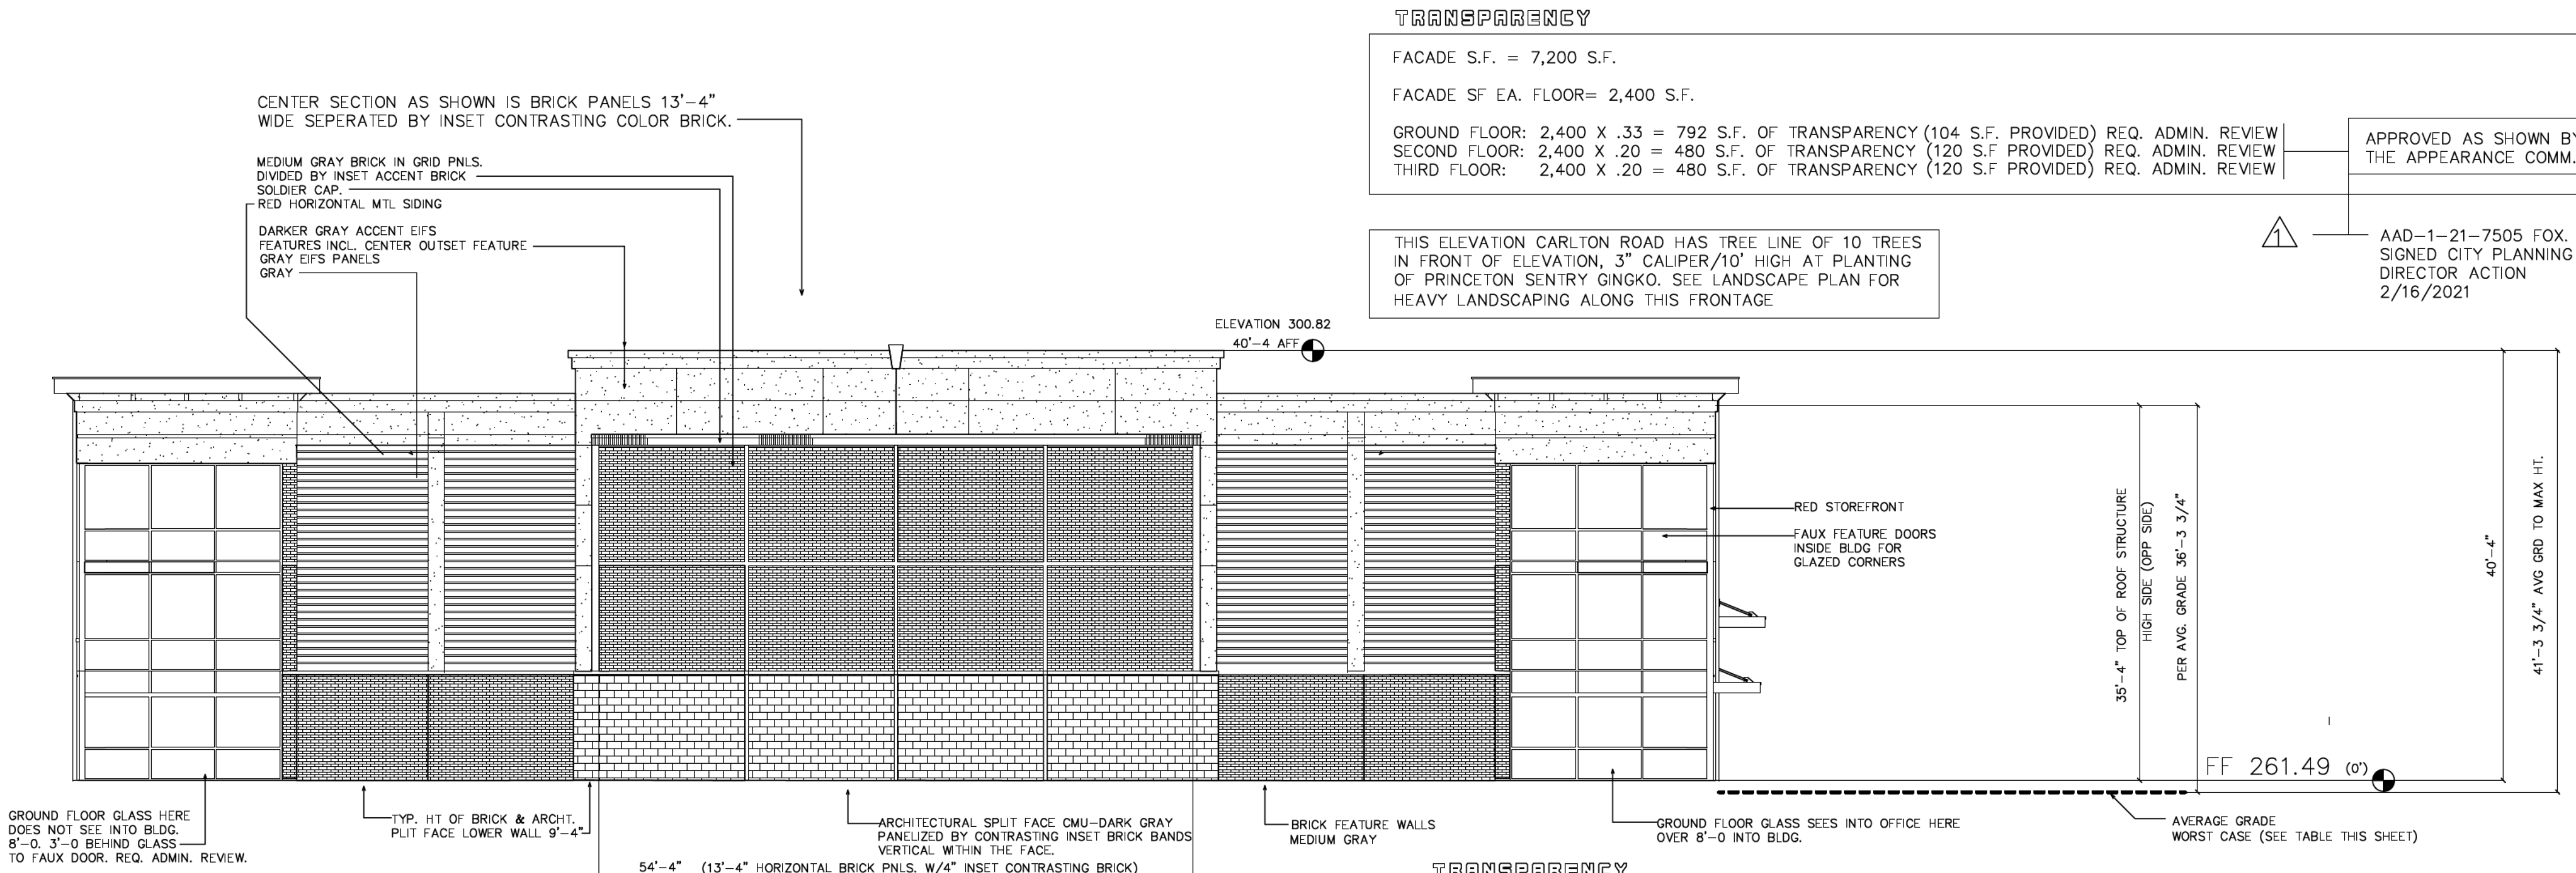 TRANSPARENCY
FACADE S.F. = 7,200 S.F.
FACADE SF EA. FLOOR= 2,400 S.F.
GROUND FLOOR: 2,400 X .33 = 792 S.F. OF TRANSPARENCY (104 S.F. PROVIDED) REQ. ADMIN. REVIEW
SECOND FLOOR: 2,400 X .20 = 480 S.F. OF TRANSPARENCY (120 S.F PROVIDED) REQ. ADMIN. REVIEW
THIRD FLOOR: 2,400 X .20 = 480 S.F. OF TRANSPARENCY (120 S.F PROVIDED) REQ. ADMIN. REVIEW
APPROVED AS SHOWN BY
THE APPEARANCE COMM.
1
AAD-1-21-7505 FOX.
SIGNED CITY PLANNING
DIRECTOR ACTION
2/16/2021
THIS ELEVATION CARLTON ROAD HAS TREE LINE OF 10 TREES
IN FRONT OF ELEVATION, 3" CALIPER/10' HIGH AT PLANTING
OF PRINCETON SENTRY GINGKO. SEE LANDSCAPE PLAN FOR
HEAVY LANDSCAPING ALONG THIS FRONTAGE
CENTER SECTION AS SHOWN IS BRICK PANELS 13'-4"
WIDE SEPERATED BY INSET CONTRASTING COLOR BRICK.
MEDIUM GRAY BRICK IN GRID PNLS.
DIVIDED BY INSET ACCENT BRICK
SOLDIER CAP.
RED HORIZONTAL MTL SIDING
DARKER GRAY ACCENT EIFS
FEATURES INCL. CENTER OUTSET FEATURE
GRAY EIFS PANELS
GRAY
ELEVATION 300.82
40'-4 AFF
RED STOREFRONT
FAUX FEATURE DOORS
INSIDE BLDG FOR
GLAZED CORNERS
35'-4" TOP OF ROOF STRUCTURE
HIGH SIDE (OPP SIDE)
PER AVG. GRADE 36'-3 3/4"
40'-4"
41'-3 3/4" AVG GRD TO MAX HT.
FF 261.49 (0')
GROUND FLOOR GLASS HERE
DOES NOT SEE INTO BLDG.
8'-0. 3'-0 BEHIND GLASS
TO FAUX DOOR. REQ. ADMIN. REVIEW.
TYP. HT OF BRICK & ARCHT.
PLIT FACE LOWER WALL 9'-4"
ARCHITECTURAL SPLIT FACE CMU-DARK GRAY
PANELIZED BY CONTRASTING INSET BRICK BANDS
VERTICAL WITHIN THE FACE.
54'-4" (13'-4" HORIZONTAL BRICK PNLS. W/4" INSET CONTRASTING BRICK)
BRICK FEATURE WALLS
MEDIUM GRAY
GROUND FLOOR GLASS SEES INTO OFFICE HERE
OVER 8'-0 INTO BLDG.
AVERAGE GRADE
WORST CASE (SEE TABLE THIS SHEET)
TRANSPARENCY